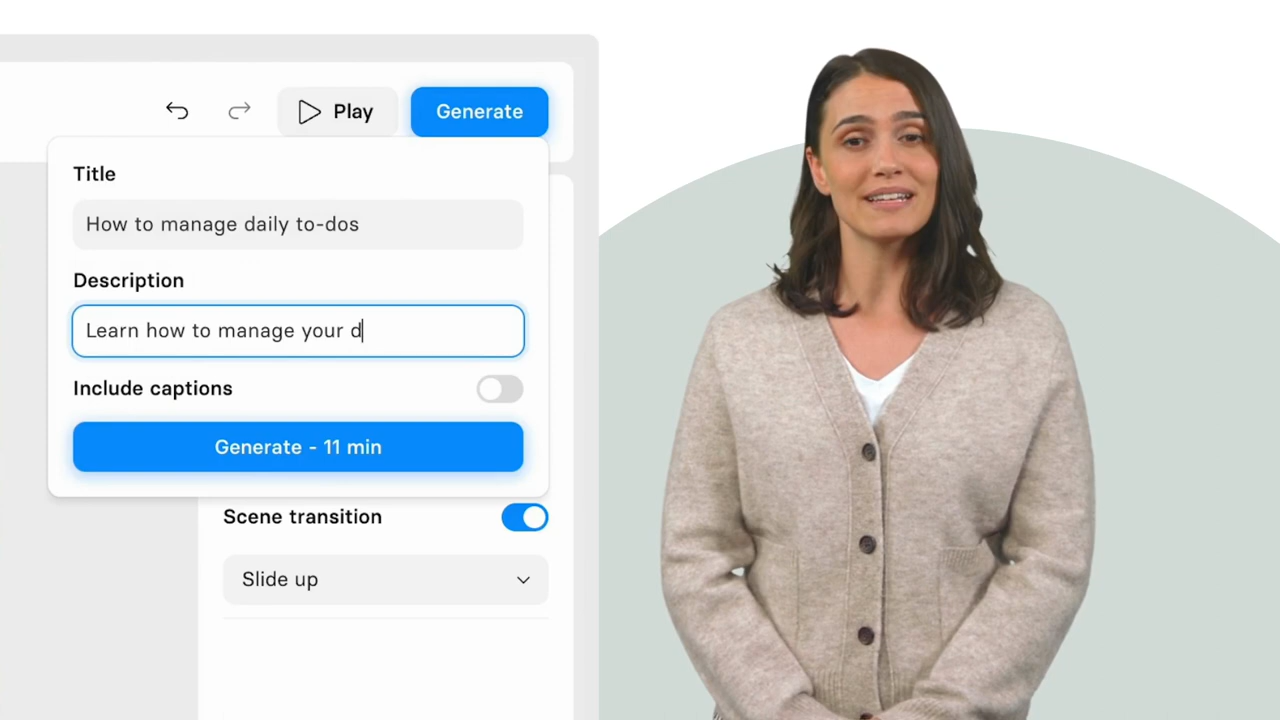 Play
Generate
Title
How to manage daily to-dos
Description
Learn how to manage your d
Include captions
Generate - 11 min
Scene transition
Slide up